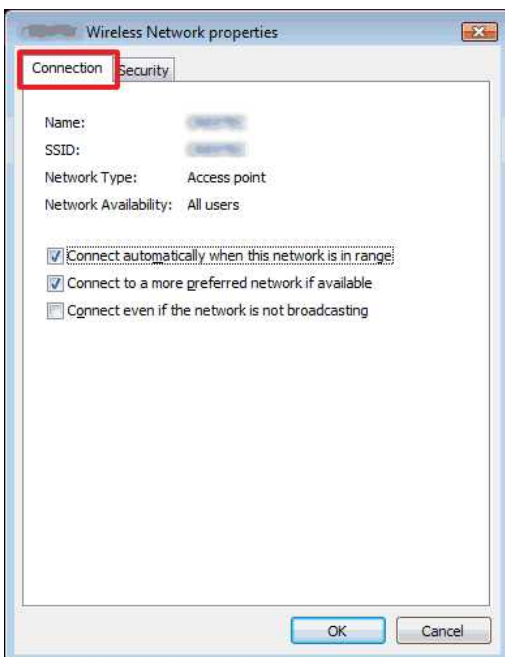 Wireless Network properties
Connection Security
Name:
SSID:
Network Type: Access point
Network Availability: All users
Connect automatically when this network is in range
Connect to a more preferred network if available
Connect even if the network is not broadcasting
OK Cancel